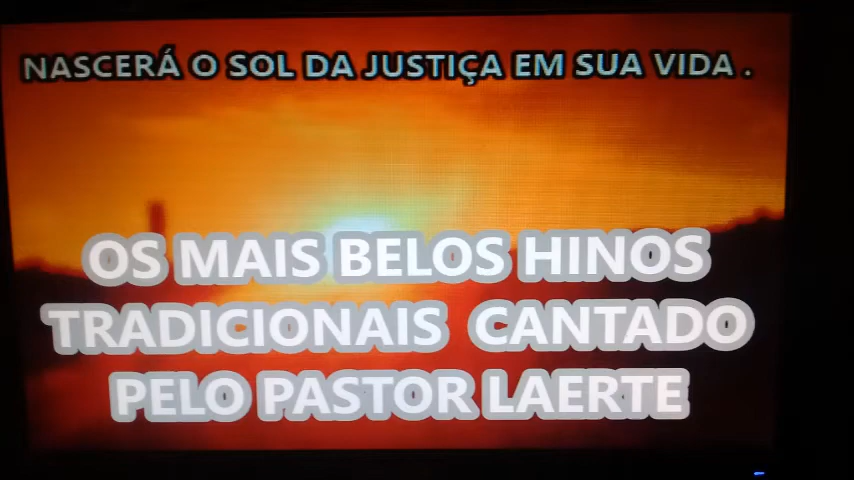 NASCERÁ O SOL DA JUSTIÇA EM SUA VIDA .
OS MAIS BELOS HINOS
TRADICIONAIS CANTADO
PELO PASTOR LAERTE